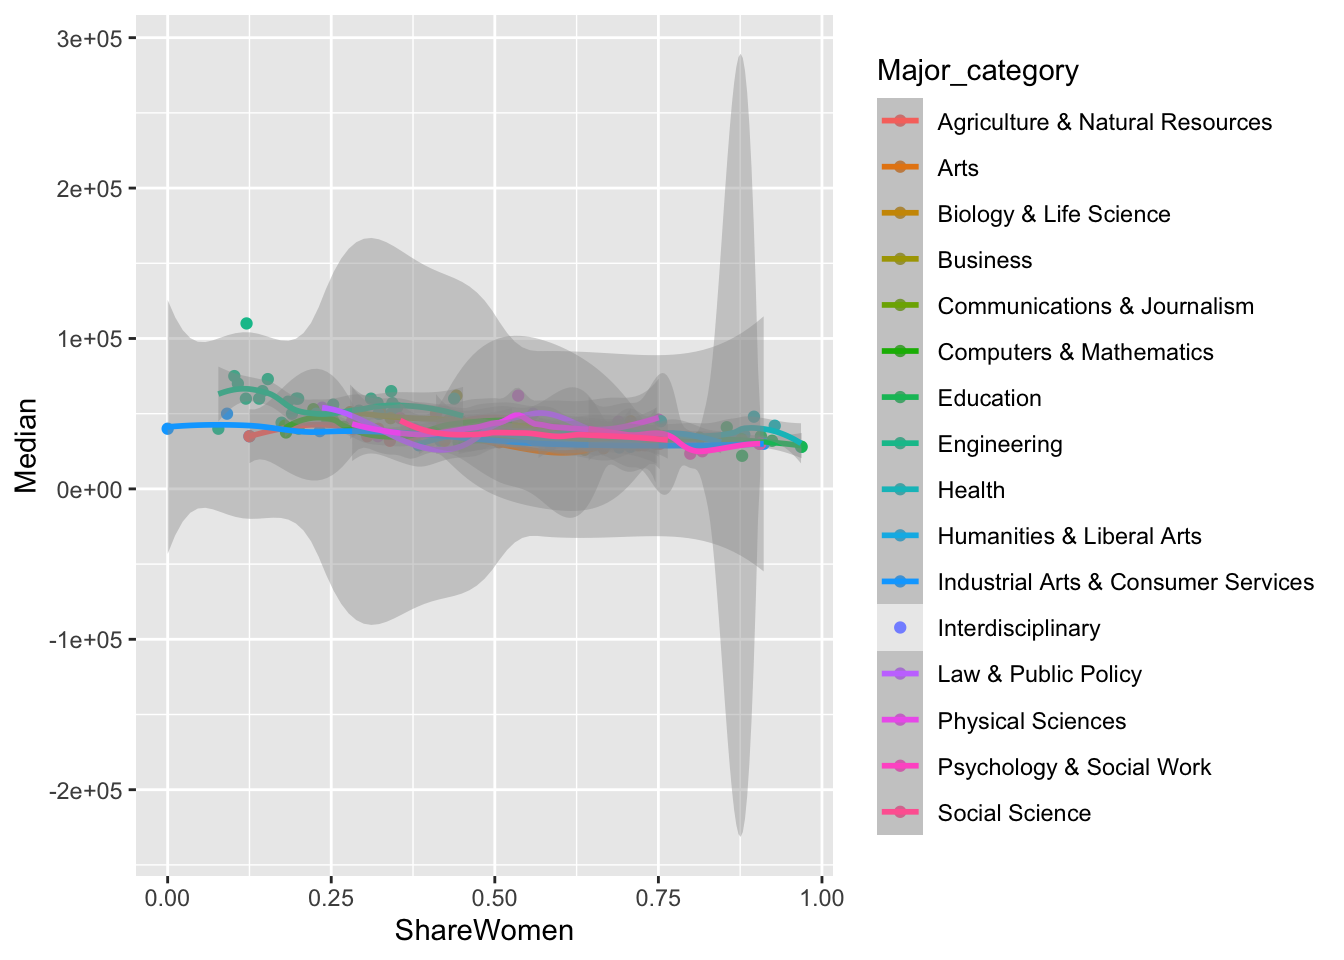 3e+05
2e+05
1e+05
0e+00
-1e+05
-2e+05
Median
0.00
0.25
0.50
0.75
1.00
ShareWomen
Major_category
Agriculture & Natural Resources
Arts
Biology & Life Science
Business
Communications & Journalism
Computers & Mathematics
Education
Engineering
Health
Humanities & Liberal Arts
Industrial Arts & Consumer Services
Interdisciplinary
Law & Public Policy
Physical Sciences
Psychology & Social Work
Social Science